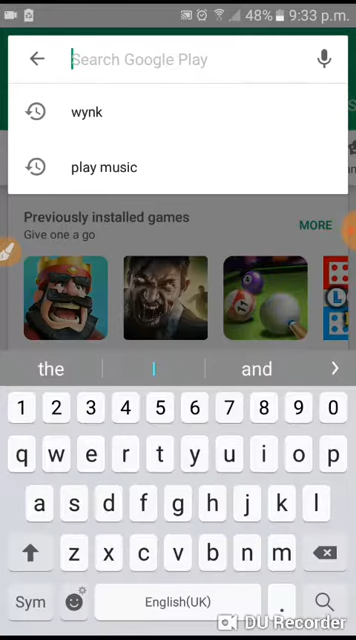 48% 9:33 p.m.
Search Google Play
wynk
play music
Previously installed games
MORE
Give one a go
11
L
the I and
1 2 3 4 5 6 7 8 9 0
q w e r t y u i o p
a s d f g h j k l
z x c v b n m
Sym English(UK) .
DU Recorder